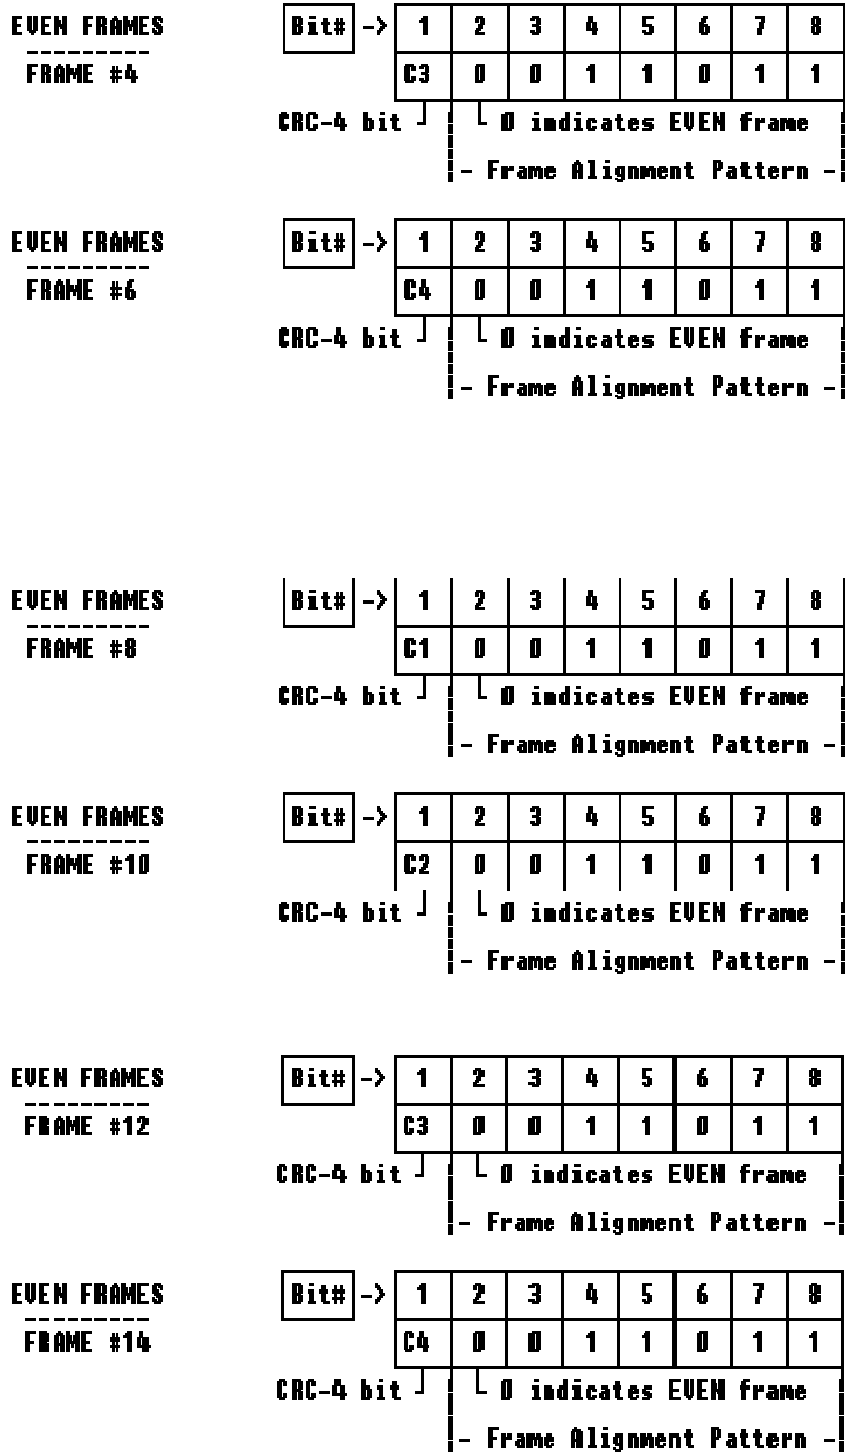 EVEN FRAMES Bit# -> 1 2 3 4 5 6 7 8
---------
FRAME #4 C3 0 0 1 1 0 1 1
CRC-4 bit ┘ └ 0 indicates EVEN frame
|- Frame Alignment Pattern -|
EVEN FRAMES Bit# -> 1 2 3 4 5 6 7 8
---------
FRAME #6 C4 0 0 1 1 0 1 1
CRC-4 bit ┘ └ 0 indicates EVEN frame
|- Frame Alignment Pattern -|
EVEN FRAMES Bit# -> 1 2 3 4 5 6 7 8
---------
FRAME #8 C1 0 0 1 1 0 1 1
CRC-4 bit ┘ └ 0 indicates EVEN frame
|- Frame Alignment Pattern -|
EVEN FRAMES Bit# -> 1 2 3 4 5 6 7 8
---------
FRAME #10 C2 0 0 1 1 0 1 1
CRC-4 bit ┘ └ 0 indicates EVEN frame
|- Frame Alignment Pattern -|
EVEN FRAMES Bit# -> 1 2 3 4 5 6 7 8
---------
FRAME #12 C3 0 0 1 1 0 1 1
CRC-4 bit ┘ └ 0 indicates EVEN frame
|- Frame Alignment Pattern -|
EVEN FRAMES Bit# -> 1 2 3 4 5 6 7 8
---------
FRAME #14 C4 0 0 1 1 0 1 1
CRC-4 bit ┘ └ 0 indicates EVEN frame
|- Frame Alignment Pattern -|